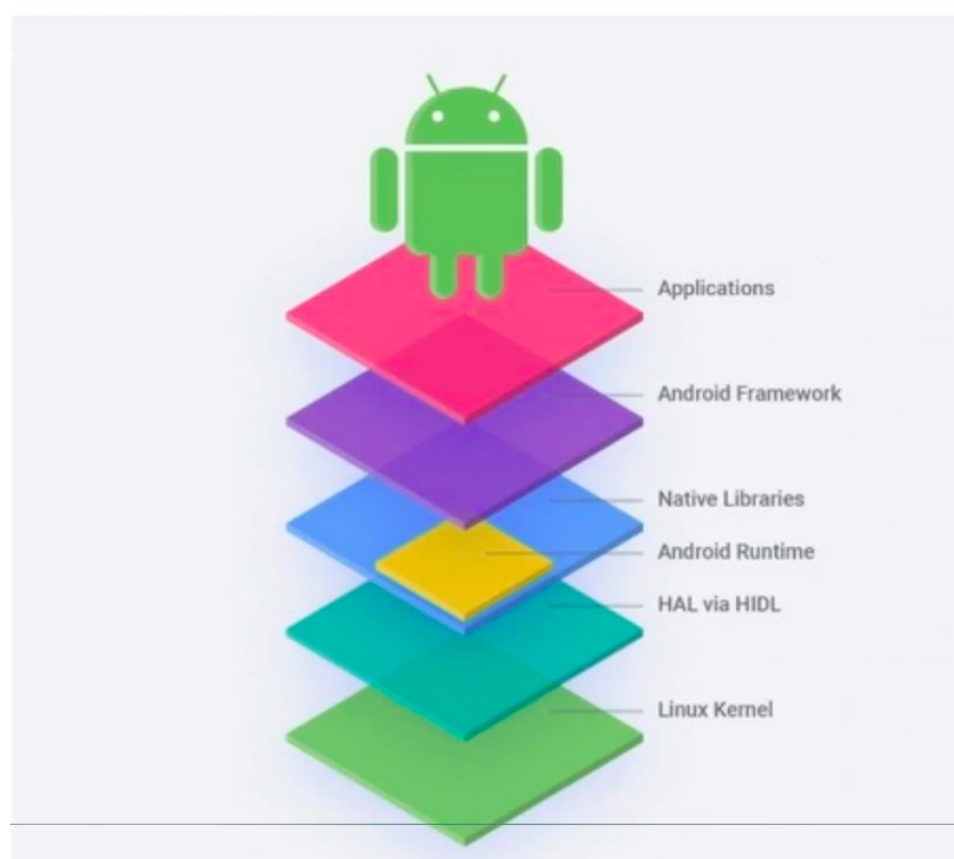 Applications
Android Framework
Native Libraries
Android Runtime
HAL via HIDL
Linux Kernel